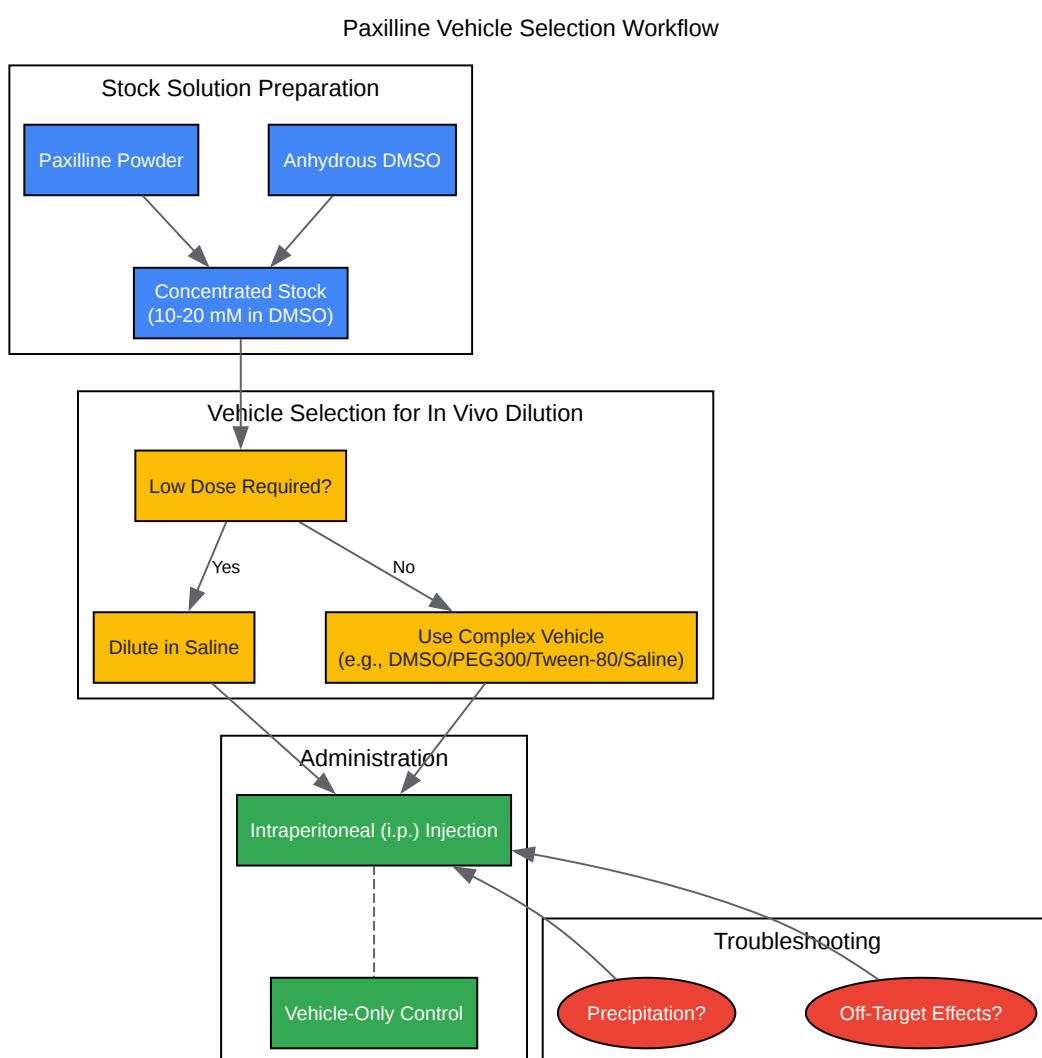 Paxilline Vehicle Selection Workflow
Stock Solution Preparation
Paxilline Powder
Anhydrous DMSO
Concentrated Stock
(10-20 mM in DMSO)
Vehicle Selection for In Vivo Dilution
Low Dose Required?
Yes
No
Dilute in Saline
Use Complex Vehicle
(e.g., DMSO/PEG300/Tween-80/Saline)
Administration
Intraperitoneal (i.p.) Injection
Vehicle-Only Control
Troubleshooting
Precipitation?
Off-Target Effects?